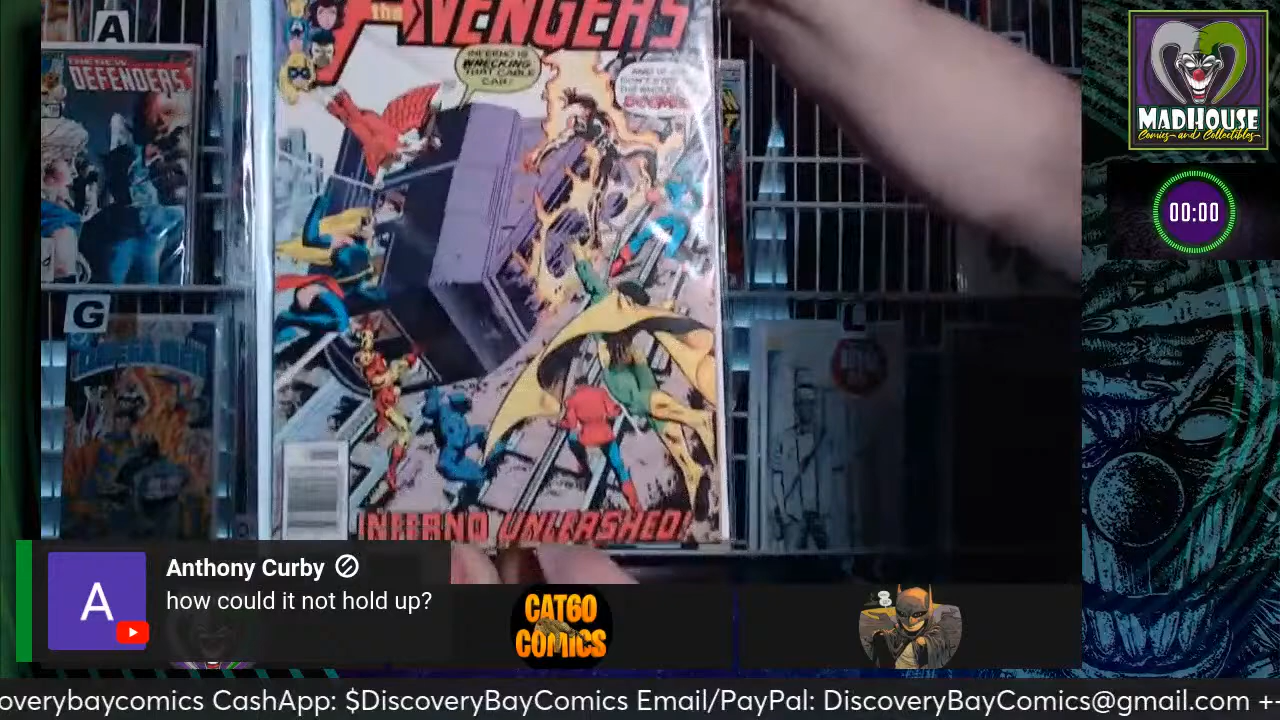 A
THE NEW
DEFENDERS
the AVENGERS
INFERNO IS
WRECKING
THAT CABLE
CAR!
INFERNO UNLEASHED!
G
MADHOUSE
Comics and Collectibles
00:00
A
Anthony Curby
how could it not hold up?
CAT60
COMICS
overybaycomics CashApp: $DiscoveryBayComics Email/PayPal: DiscoveryBayComics@gmail.com +